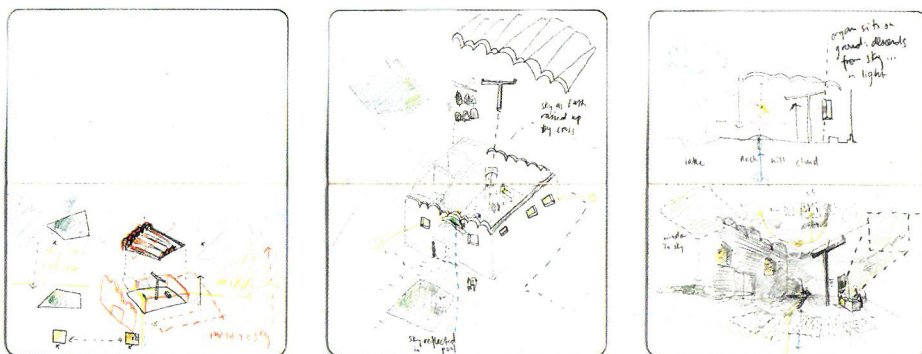 sky as Earth
raised up
by cross
sky reflected
in pool
organ sits on
ground: descends
from sky ...
in light
lake
rock
hill
cloud
window
to sky